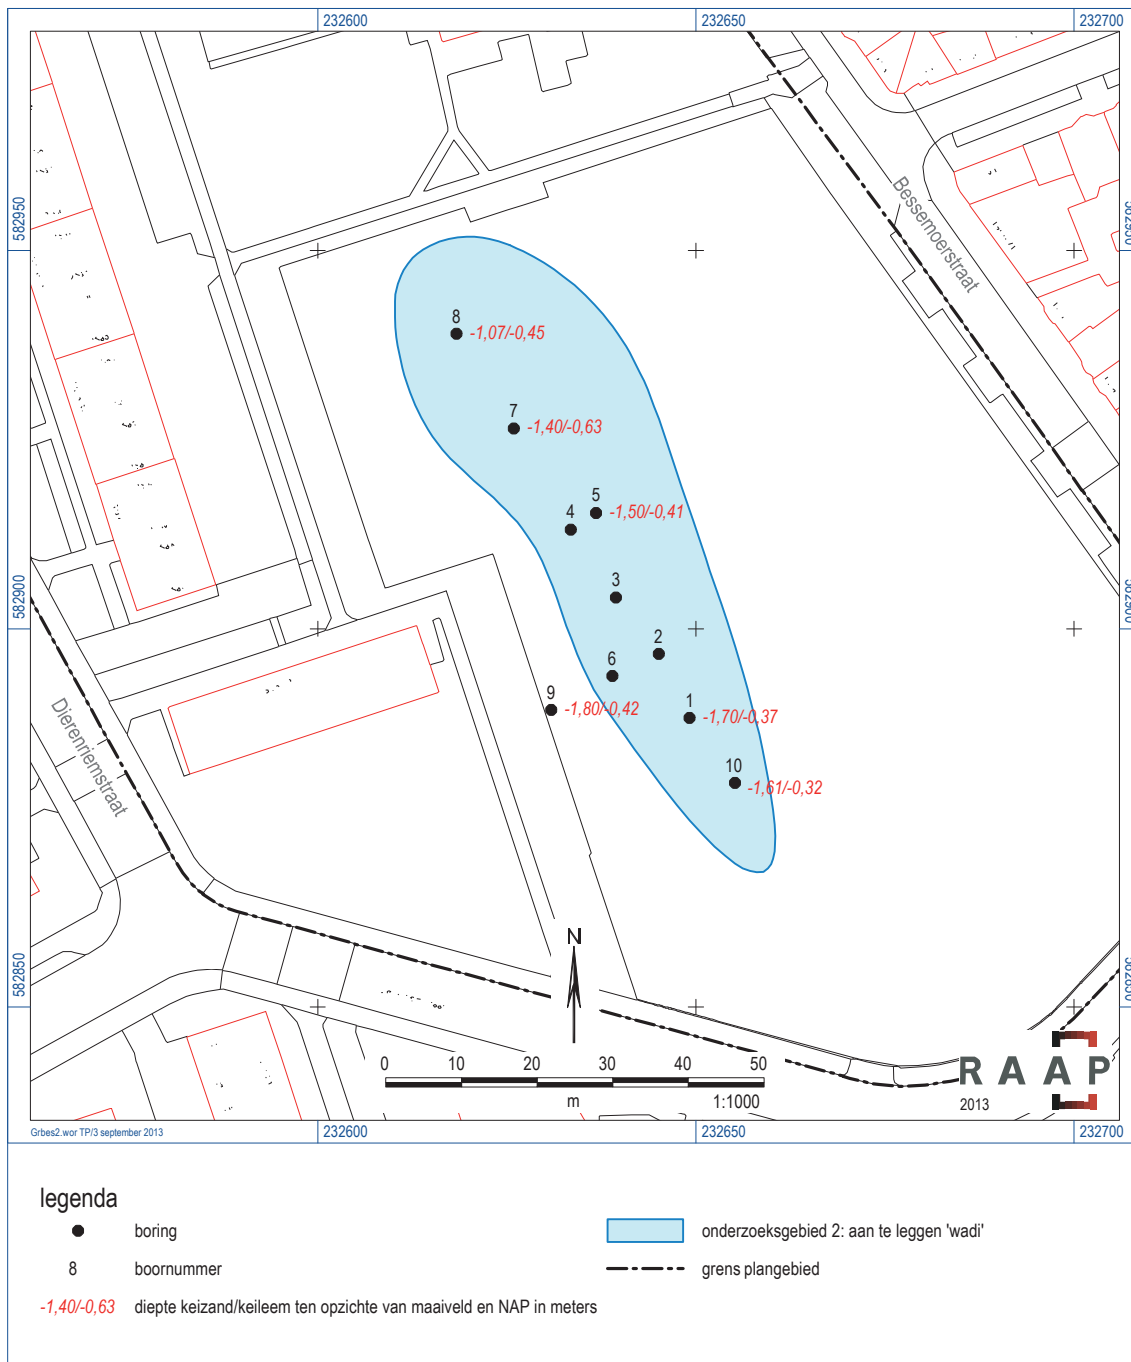 232600
232650
232700
582950
582950
Bessemoerstraat
8
-1,07/-0,45
7
-1,40/-0,63
5
-1,50/-0,41
4
3
582900
582900
2
6
9
-1,80/-0,42
1
-1,70/-0,37
10
-1,61/-0,32
Dierenriemstraat
N
582850
582850
0 10 20 30 40 50
m 1:1000
RAAP
2013
Grbes2.wor TP/3 september 2013
232600
232650
232700
legenda
boring
onderzoeksgebied 2: aan te leggen 'wadi'
8 boornummer
grens plangebied
-1,40/-0,63 diepte keizand/keileem ten opzichte van maaiveld en NAP in meters